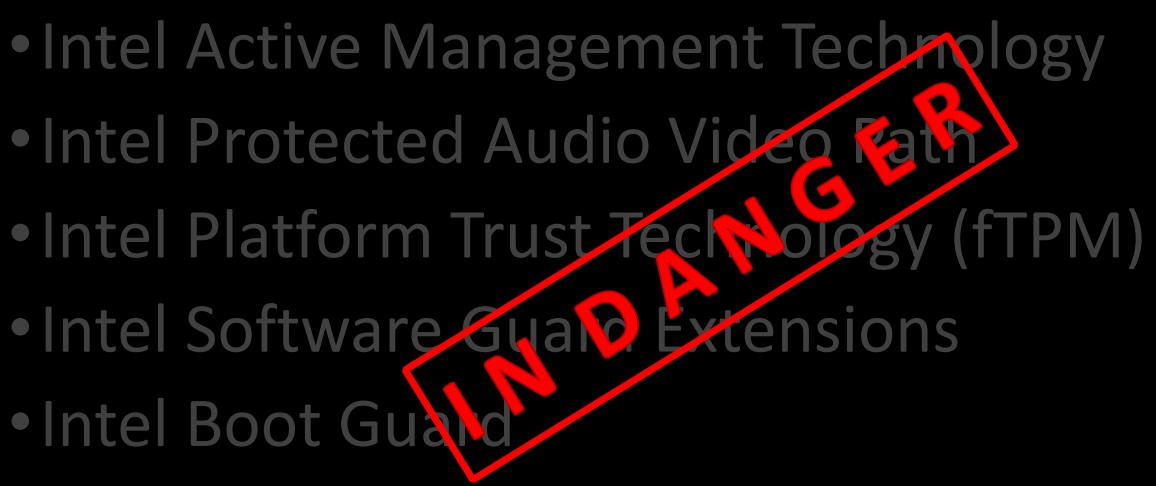 • Intel Active Management Technology
• Intel Protected Audio Video Path
• Intel Platform Trust Technology (fTPM)
• Intel Software Guard Extensions
• Intel Boot Guard
IN DANGER